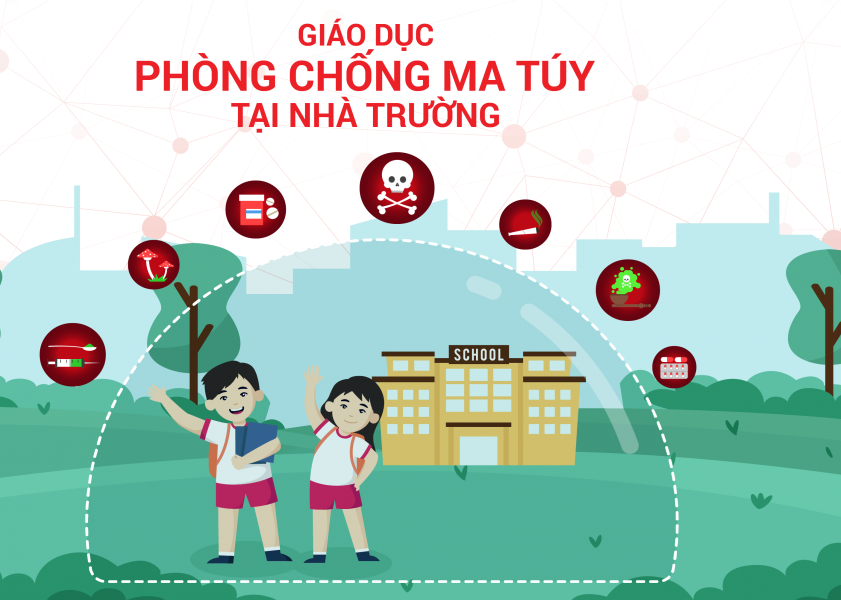 GIÁO DỤC
PHÒNG CHỐNG MA TÚY
TẠI NHÀ TRƯỜNG
SCHOOL